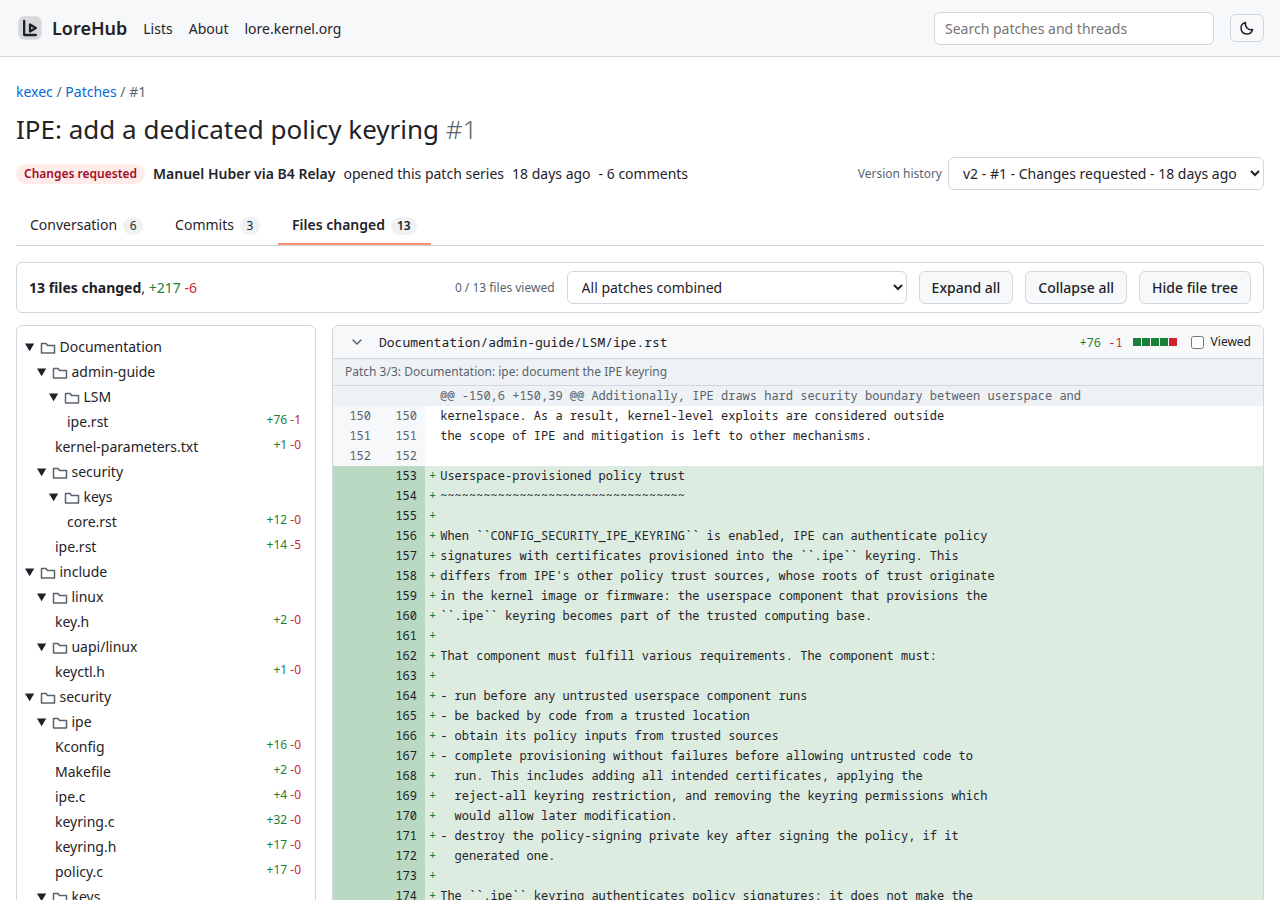 LoreHub Lists About lore.kernel.org Search patches and threads
kexec / Patches / #1
IPE: add a dedicated policy keyring #1
Changes requested Manuel Huber via B4 Relay opened this patch series 18 days ago - 6 comments Version history v2 - #1 - Changes requested - 18 days ago
Conversation 6 Commits 3 Files changed 13
13 files changed, +217 -6 0 / 13 files viewed All patches combined Expand all Collapse all Hide file tree
Documentation
admin-guide
LSM
ipe.rst +76 -1
kernel-parameters.txt +1 -0
security
keys
core.rst +12 -0
ipe.rst +14 -5
include
linux
key.h +2 -0
uapi/linux
keyctl.h +1 -0
security
ipe
Kconfig +16 -0
Makefile +2 -0
ipe.c +4 -0
keyring.c +32 -0
keyring.h +17 -0
policy.c +17 -0
keys
Documentation/admin-guide/LSM/ipe.rst +76 -1 Viewed
Patch 3/3: Documentation: ipe: document the IPE keyring
@@ -150,6 +150,39 @@ Additionally, IPE draws hard security boundary between userspace and
150 150 kernelspace. As a result, kernel-level exploits are considered outside
151 151 the scope of IPE and mitigation is left to other mechanisms.
152 152
153 + Userspace-provisioned policy trust
154 + ~~~~~~~~~~~~~~~~~~~~~~~~~~~~~~~~~~
155 +
156 + When ``CONFIG_SECURITY_IPE_KEYRING`` is enabled, IPE can authenticate policy
157 + signatures with certificates provisioned into the ``.ipe`` keyring. This
158 + differs from IPE's other policy trust sources, whose roots of trust originate
159 + in the kernel image or firmware: the userspace component that provisions the
160 + ``.ipe`` keyring becomes part of the trusted computing base.
161 +
162 + That component must fulfill various requirements. The component must:
163 +
164 + - run before any untrusted userspace component runs
165 + - be backed by code from a trusted location
166 + - obtain its policy inputs from trusted sources
167 + - complete provisioning without failures before allowing untrusted code to
168 + run. This includes adding all intended certificates, applying the
169 + reject-all keyring restriction, and removing the keyring permissions which
170 + would allow later modification.
171 + - destroy the policy-signing private key after signing the policy, if it
172 + generated one.
173 +
174 + The ``.ipe`` keyring authenticates policy signatures; it does not make the